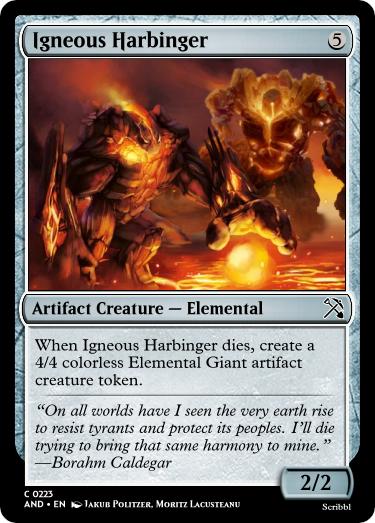 Igneous Harbinger 5
Artifact Creature — Elemental
When Igneous Harbinger dies, create a
4/4 colorless Elemental Giant artifact
creature token.
“On all worlds have I seen the very earth rise
to resist tyrants and protect its peoples. I’ll die
trying to bring that same harmony to mine.”
—Borahm Caldegar
2/2
C 0223
AND • EN Jakub Politzer, Moritz Lacusteanu
Scribbl